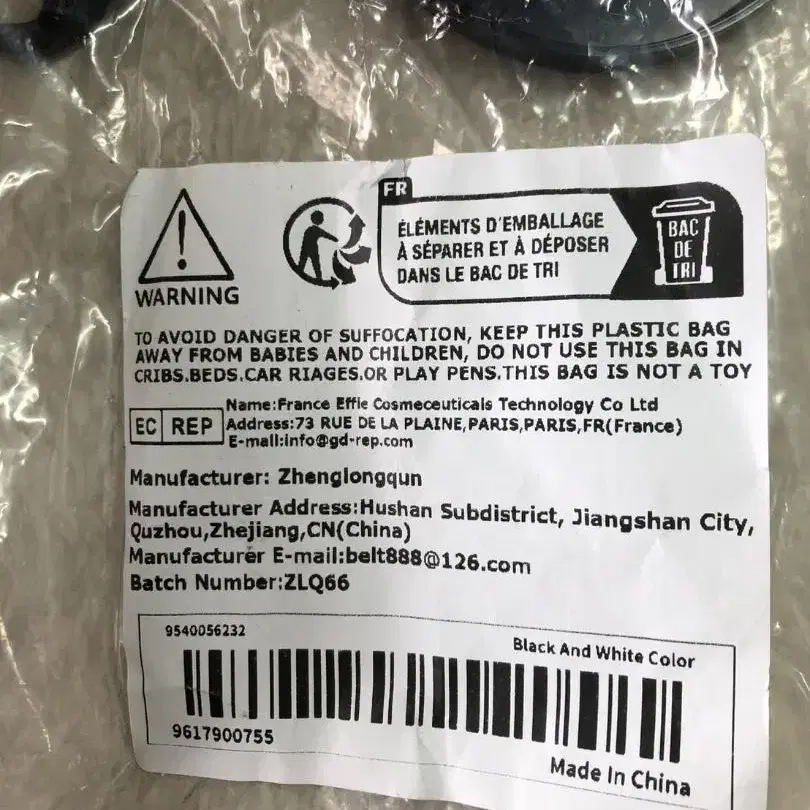 WARNING
FR
ÉLÉMENTS D'EMBALLAGE
À SÉPARER ET À DÉPOSER
DANS LE BAC DE TRI
BAC
DE
TRI
TO AVOID DANGER OF SUFFOCATION, KEEP THIS PLASTIC BAG
AWAY FROM BABIES AND CHILDREN, DO NOT USE THIS BAG IN
CRIBS.BEDS.CAR RIAGES.OR PLAY PENS.THIS BAG IS NOT A TOY
EC REP
Name:France Effie Cosmeceuticals Technology Co Ltd
Address:73 RUE DE LA PLAINE,PARIS,PARIS,FR(France)
E-mail:info@gd-rep.com
Manufacturer: Zhenglongqun
Manufacturer Address:Hushan Subdistrict, Jiangshan City,
Quzhou,Zhejiang,CN(China)
Manufacturer E-mail:belt888@126.com
Batch Number:ZLQ66
9540056232
Black And White Color
9617900755
Made In China